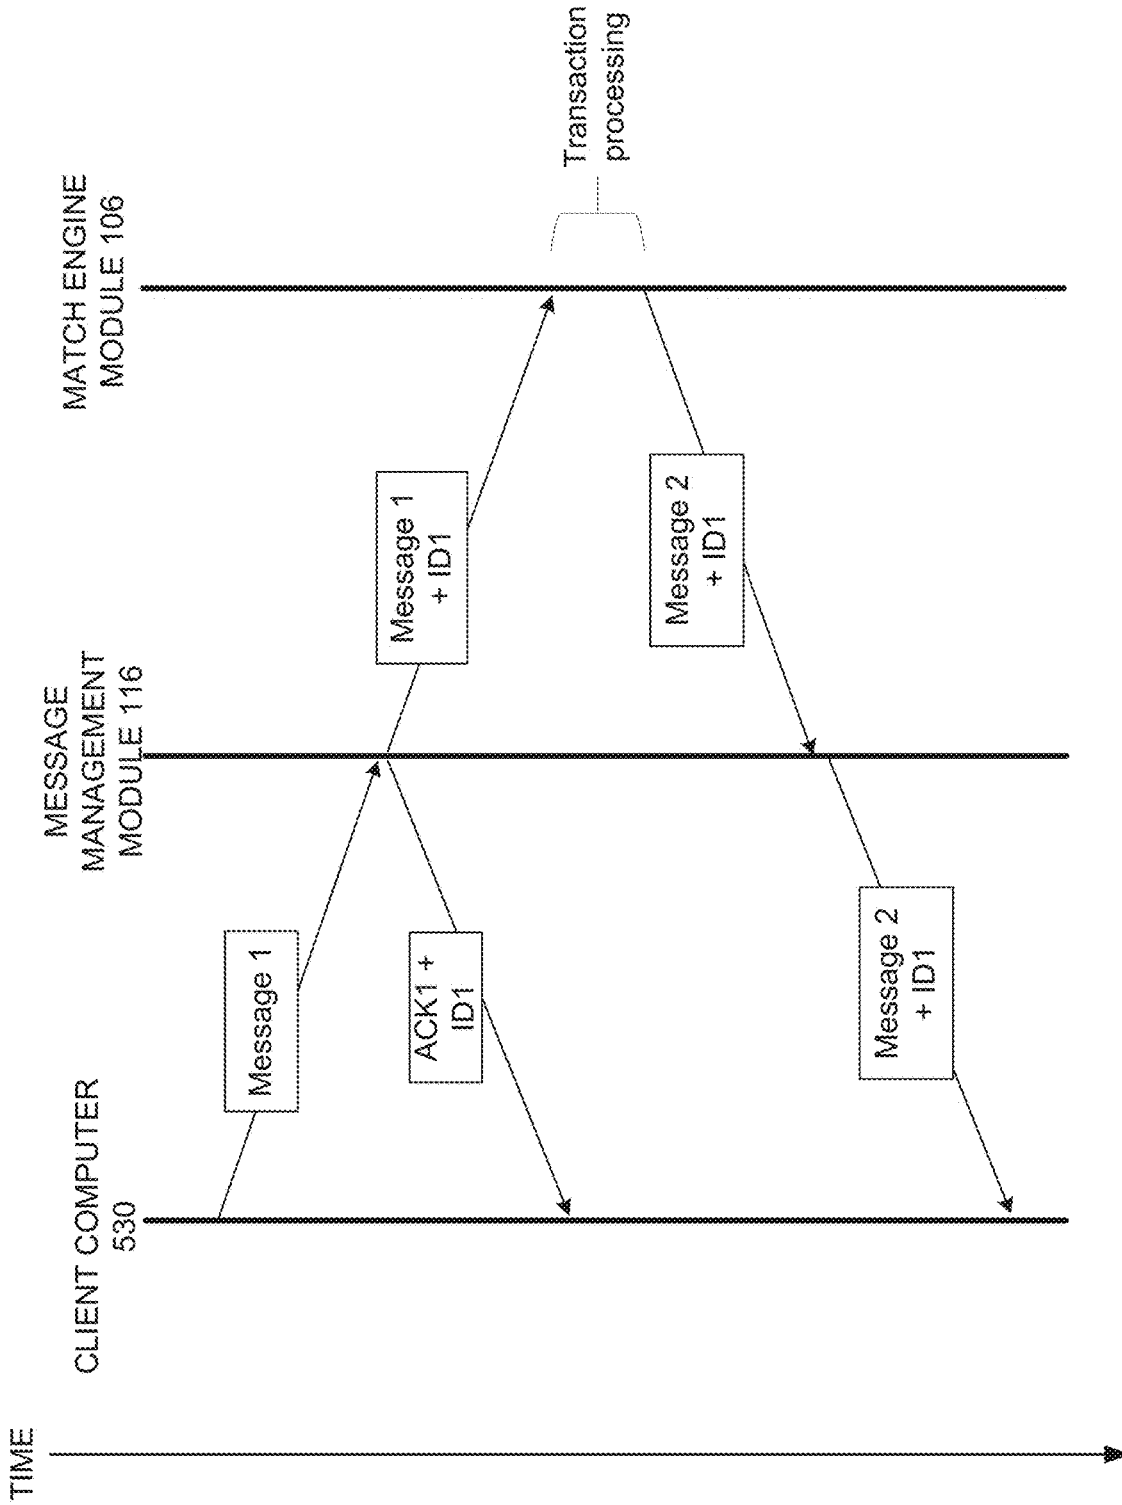 TIME
CLIENT COMPUTER
530
MESSAGE
MANAGEMENT
MODULE 116
MATCH ENGINE
MODULE 106
Message 1
ACK1 +
ID1
Message 1
+ ID1
Transaction
processing
Message 2
+ ID1
Message 2
+ ID1